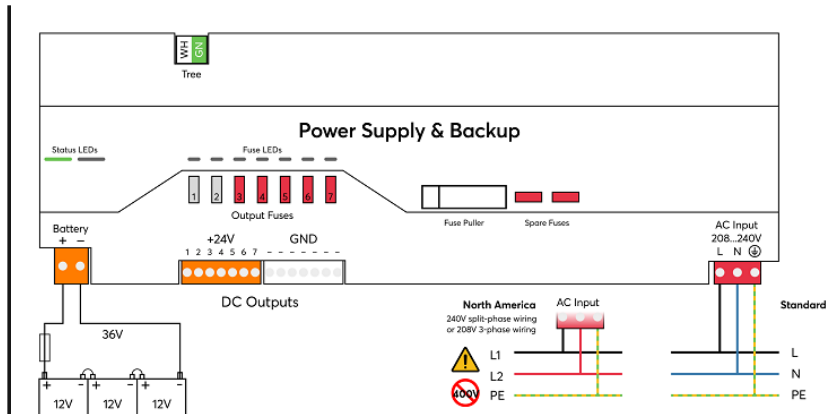 WH
GN
Tree
Power Supply & Backup
Status LEDs
Fuse LEDs
1 2 3 4 5 6 7
Output Fuses
Fuse Puller
Spare Fuses
Battery
+ −
+24V
GND
1 2 3 4 5 6 7 - - - - - - -
DC Outputs
AC Input
208...240V
L N
36V
+ - + - + -
12V 12V 12V
North America
240V split-phase wiring
or 208V 3-phase wiring
AC Input
L1
L2
400V
PE
Standard
L
N
PE